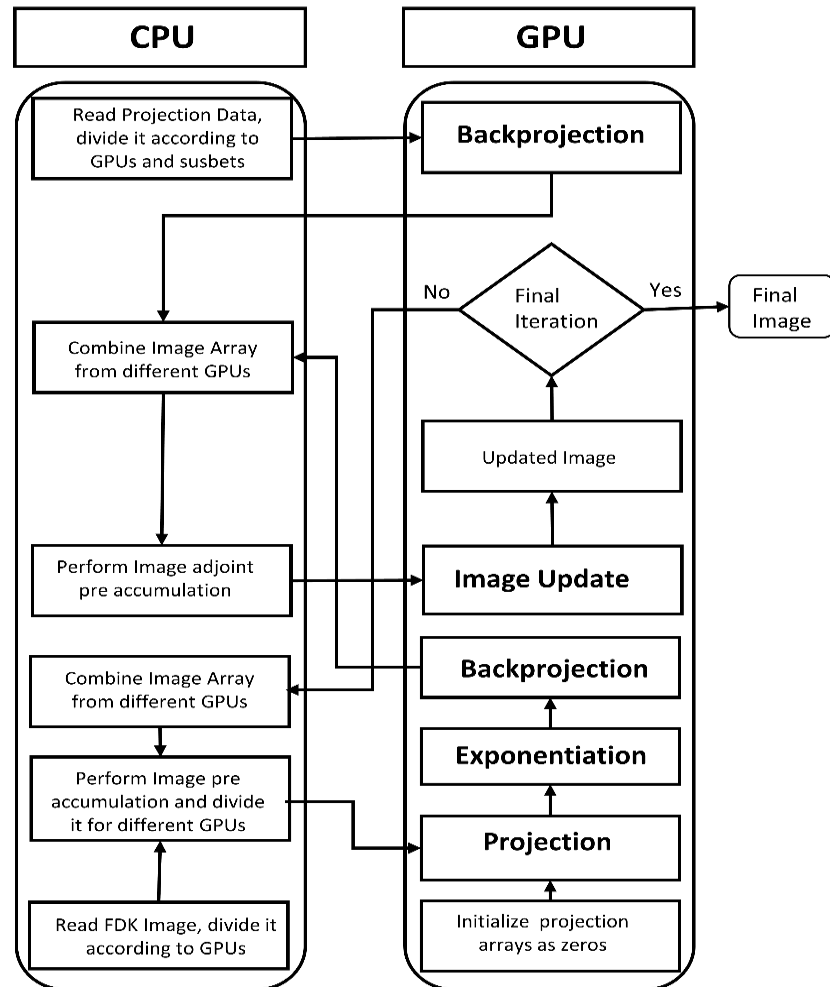 CPU
GPU
Read Projection Data,
divide it according to
GPUs and susbets
Backprojection
No
Final
Iteration
Yes
Final
Image
Combine Image Array
from different GPUs
Updated Image
Perform Image adjoint
pre accumulation
Image Update
Backprojection
Combine Image Array
from different GPUs
Exponentiation
Perform Image pre
accumulation and divide
it for different GPUs
Projection
Read FDK Image, divide it
according to GPUs
Initialize projection
arrays as zeros